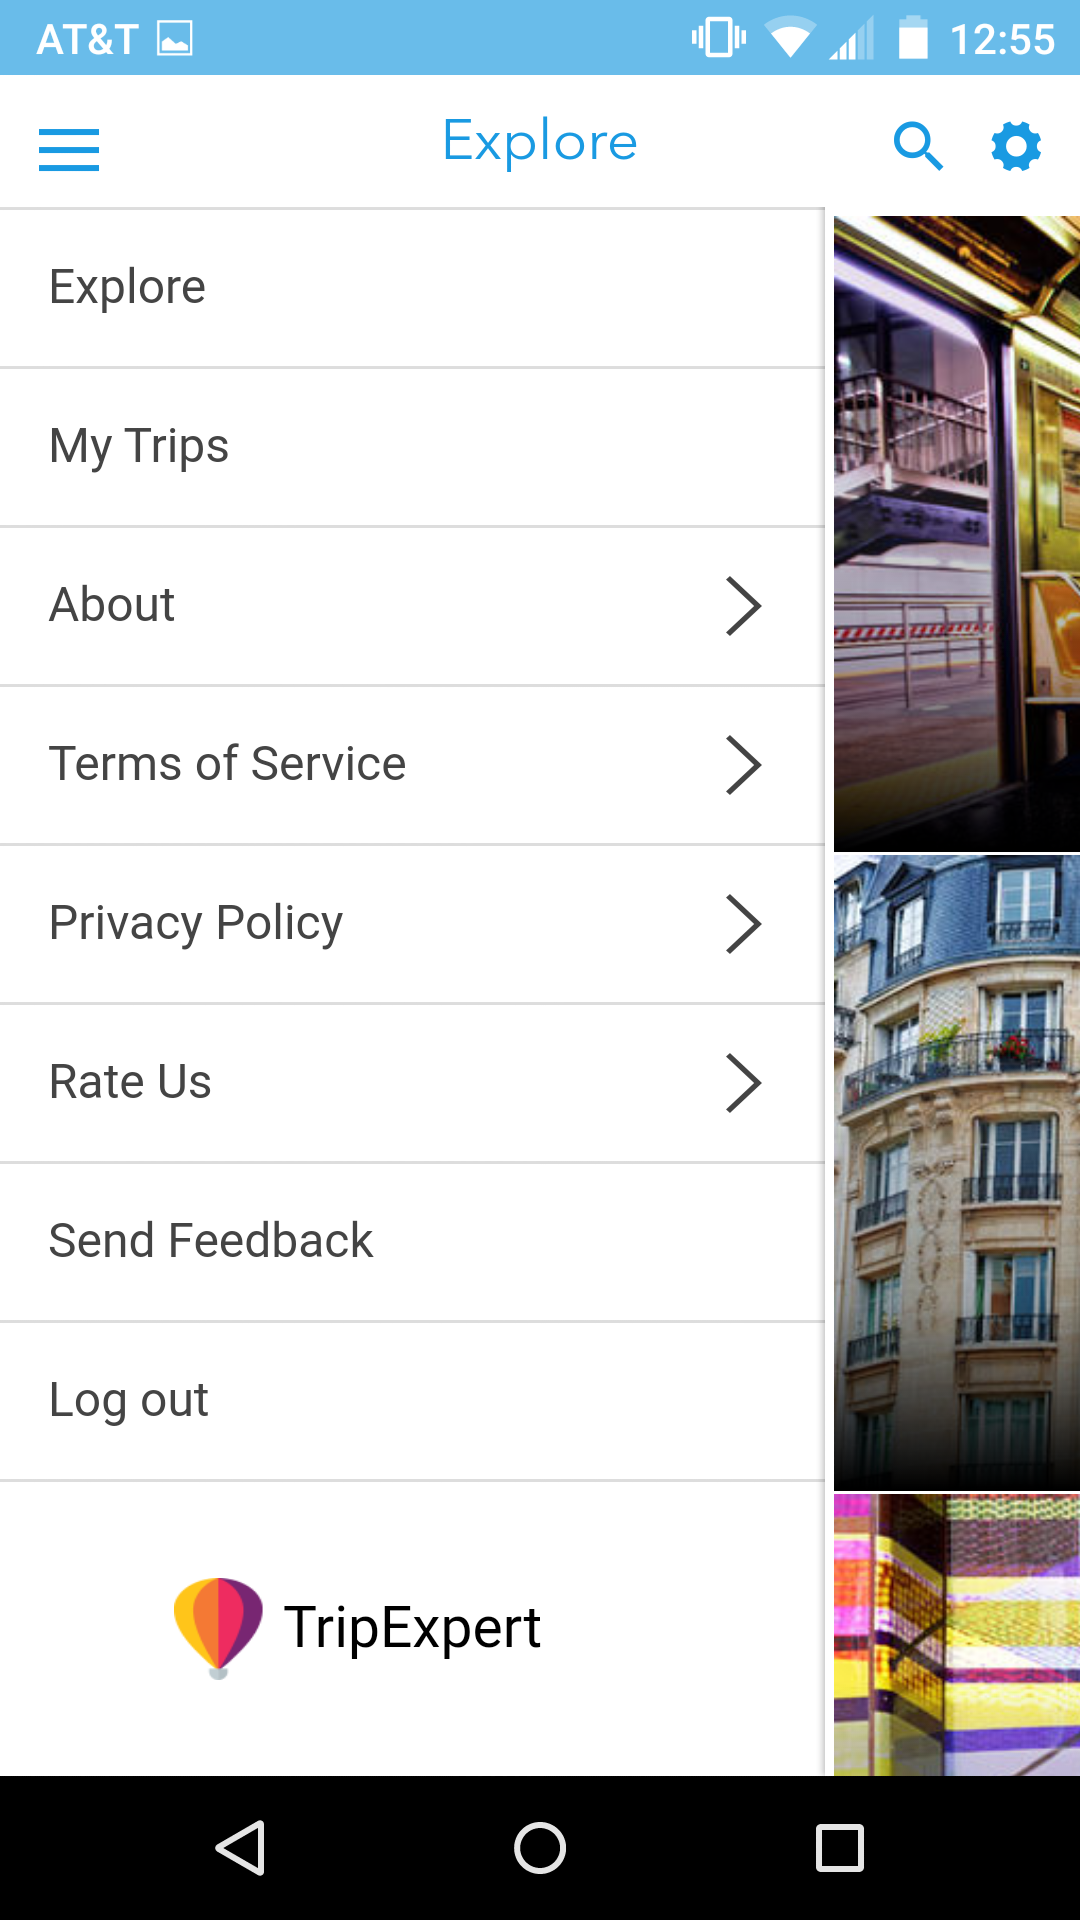 AT&T 12:55
Explore
Explore
My Trips
About
Terms of Service
Privacy Policy
Rate Us
Send Feedback
Log out
TripExpert